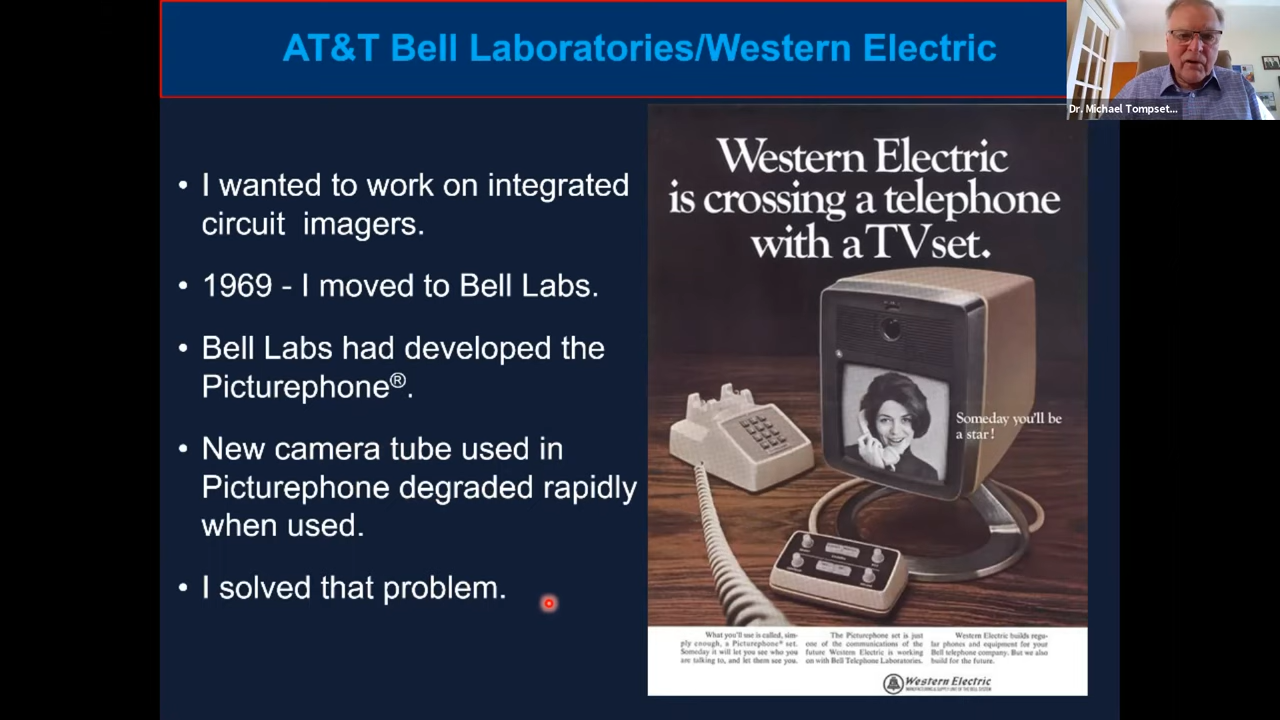 AT&T Bell Laboratories/Western Electric
Dr. Michael Tompset...
• I wanted to work on integrated
circuit imagers.
• 1969 - I moved to Bell Labs.
• Bell Labs had developed the
Picturephone®.
• New camera tube used in
Picturephone degraded rapidly
when used.
• I solved that problem.
Western Electric
is crossing a telephone
with a TV set.
Someday you'll be
a star!
What you'll use is called, sim-
ply enough, a Picturephone® set.
Someday it will let you see who you
are talking to, and let them see you.
The Picturephone set is just
one of the communications of the
future Western Electric is working
on with Bell Telephone Laboratories.
Western Electric builds regu-
lar phones and equipment for your
Bell telephone company. But we also
build for the future.
Western Electric
MANUFACTURING & SUPPLY UNIT OF THE BELL SYSTEM